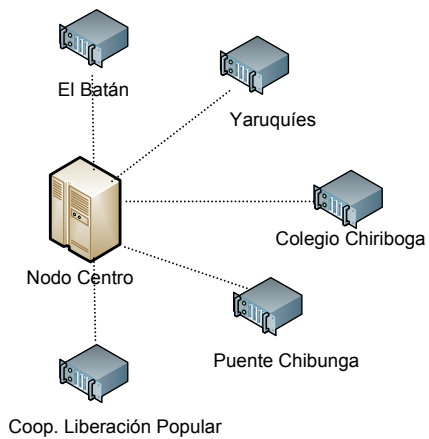 El Batán
Yaruquíes
Colegio Chiriboga
Nodo Centro
Puente Chibunga
Coop. Liberación Popular